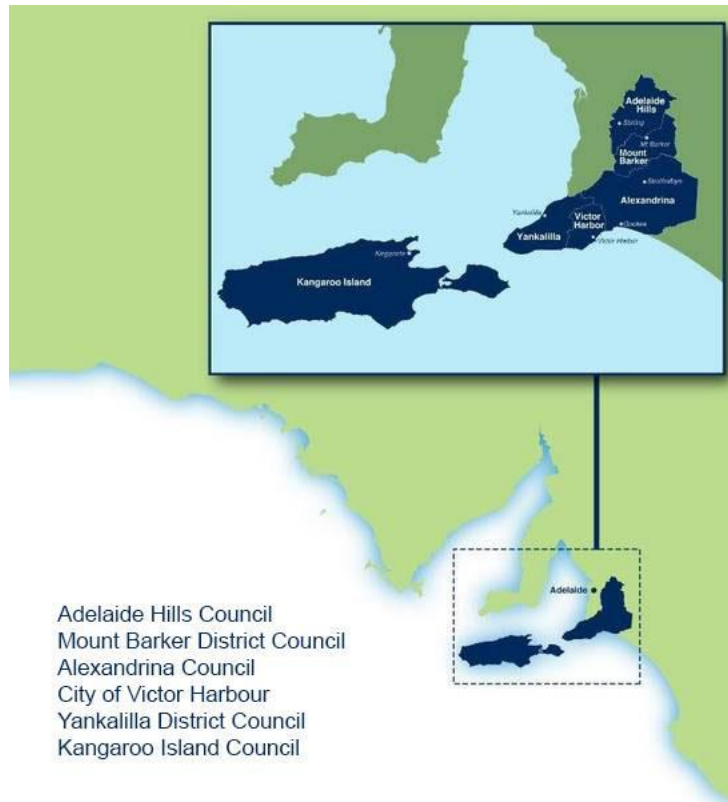 Adelaide
Hills
Stirling
Mt Barker
Mount
Barker
Strathalbyn
Alexandrina
Yankalilla
Victor
Harbor
Goolwa
Yankalilla
Victor Harbor
Kingscote
Kangaroo Island
Adelaide
Adelaide Hills Council
Mount Barker District Council
Alexandrina Council
City of Victor Harbour
Yankalilla District Council
Kangaroo Island Council